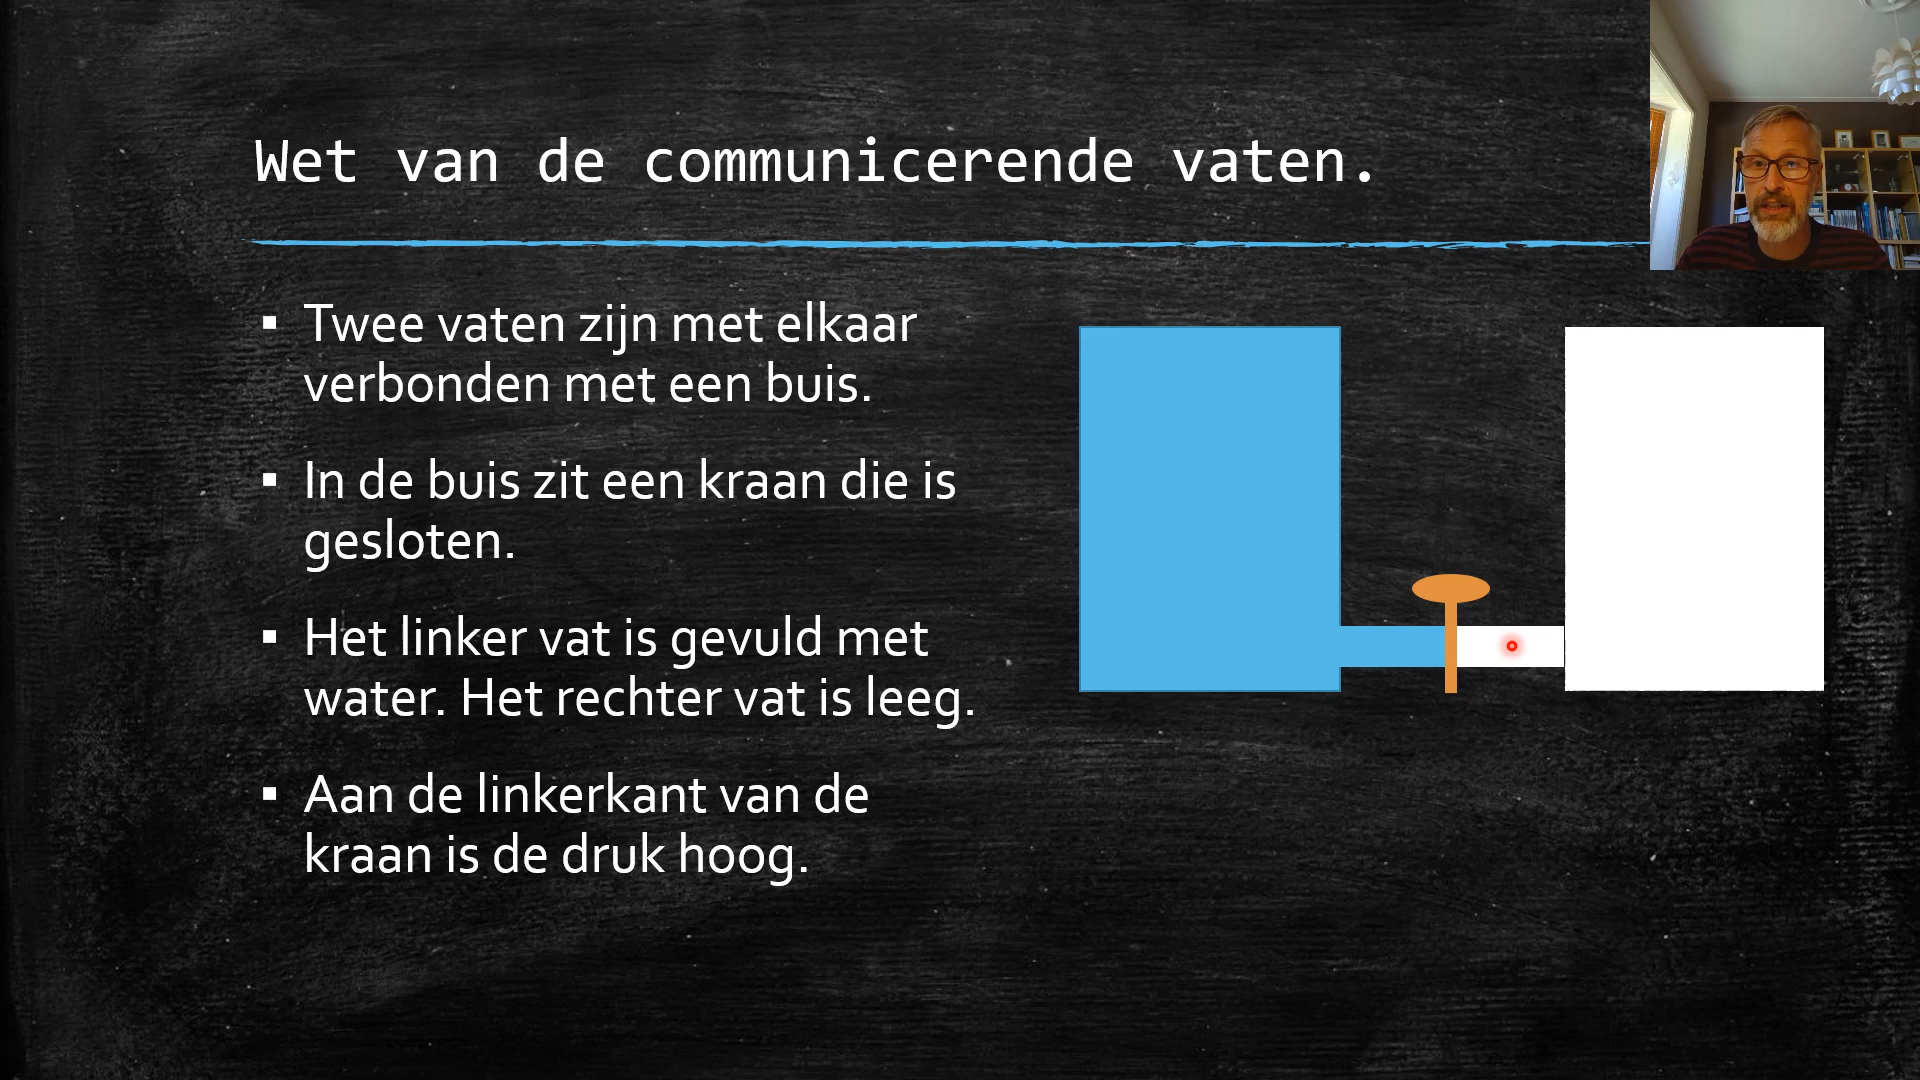 Wet van de communicerende vaten.
▪ Twee vaten zijn met elkaar
verbonden met een buis.
▪ In de buis zit een kraan die is
gesloten.
▪ Het linker vat is gevuld met
water. Het rechter vat is leeg.
▪ Aan de linkerkant van de
kraan is de druk hoog.